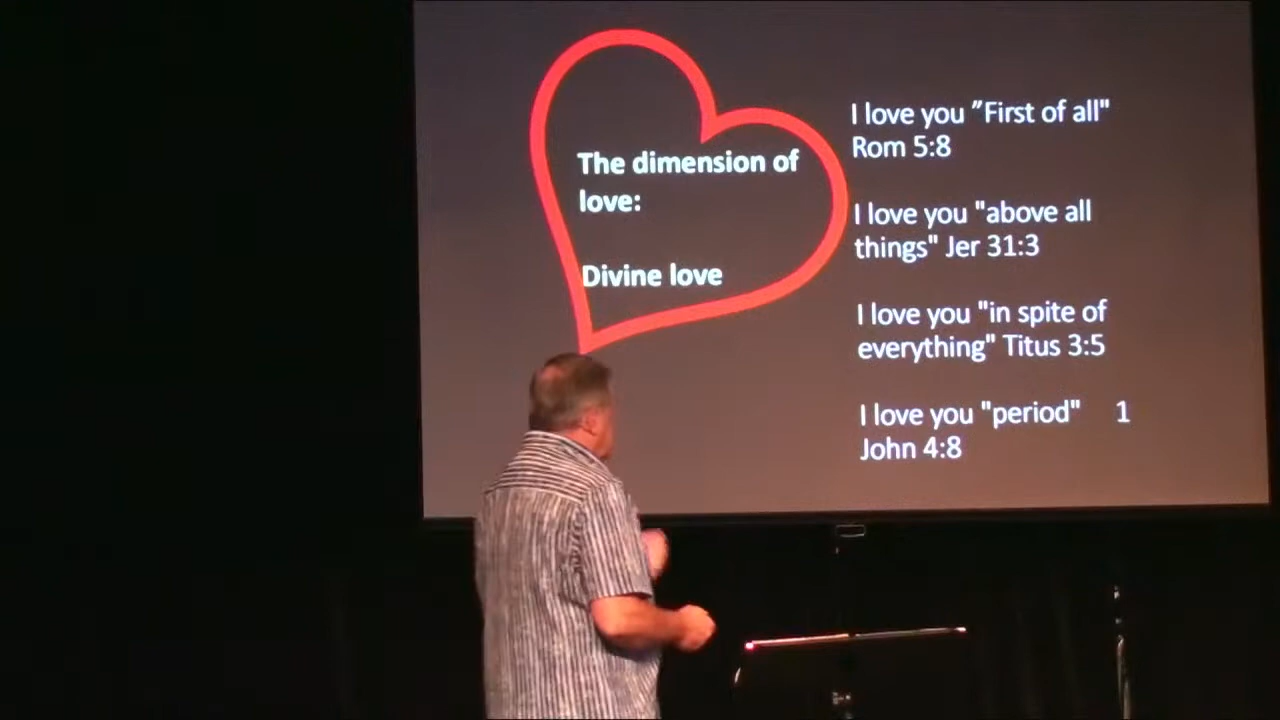 The dimension of
love:
Divine love
I love you ”First of all"
Rom 5:8
I love you "above all
things" Jer 31:3
I love you "in spite of
everything" Titus 3:5
I love you "period" 1
John 4:8